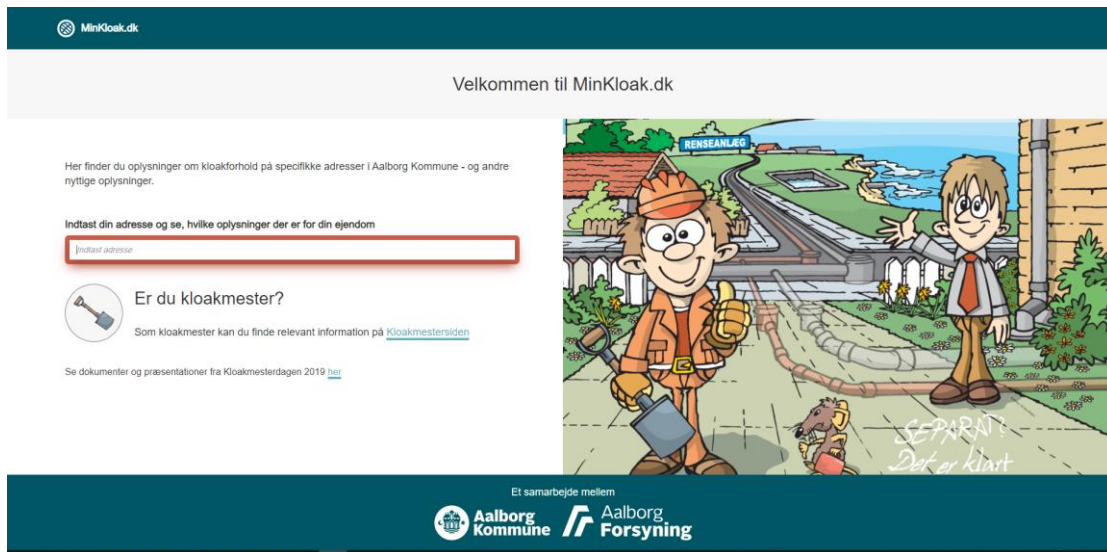 MinKloak.dk
Velkommen til MinKloak.dk
Her finder du oplysninger om kloakforhold på specifikke adresser i Aalborg Kommune - og andre
nyttige oplysninger.
Indtast din adresse og se, hvilke oplysninger der er for din ejendom
Indtast adresse
Er du kloakmester?
Som kloakmester kan du finde relevant information på Kloakmestersiden
Se dokumenter og præsentationer fra Kloakmesterdagen 2019 her
RENSEANLÆG
SEPARAT?
Det er klart
Et samarbejde mellem
Aalborg
Kommune
Aalborg
Forsyning